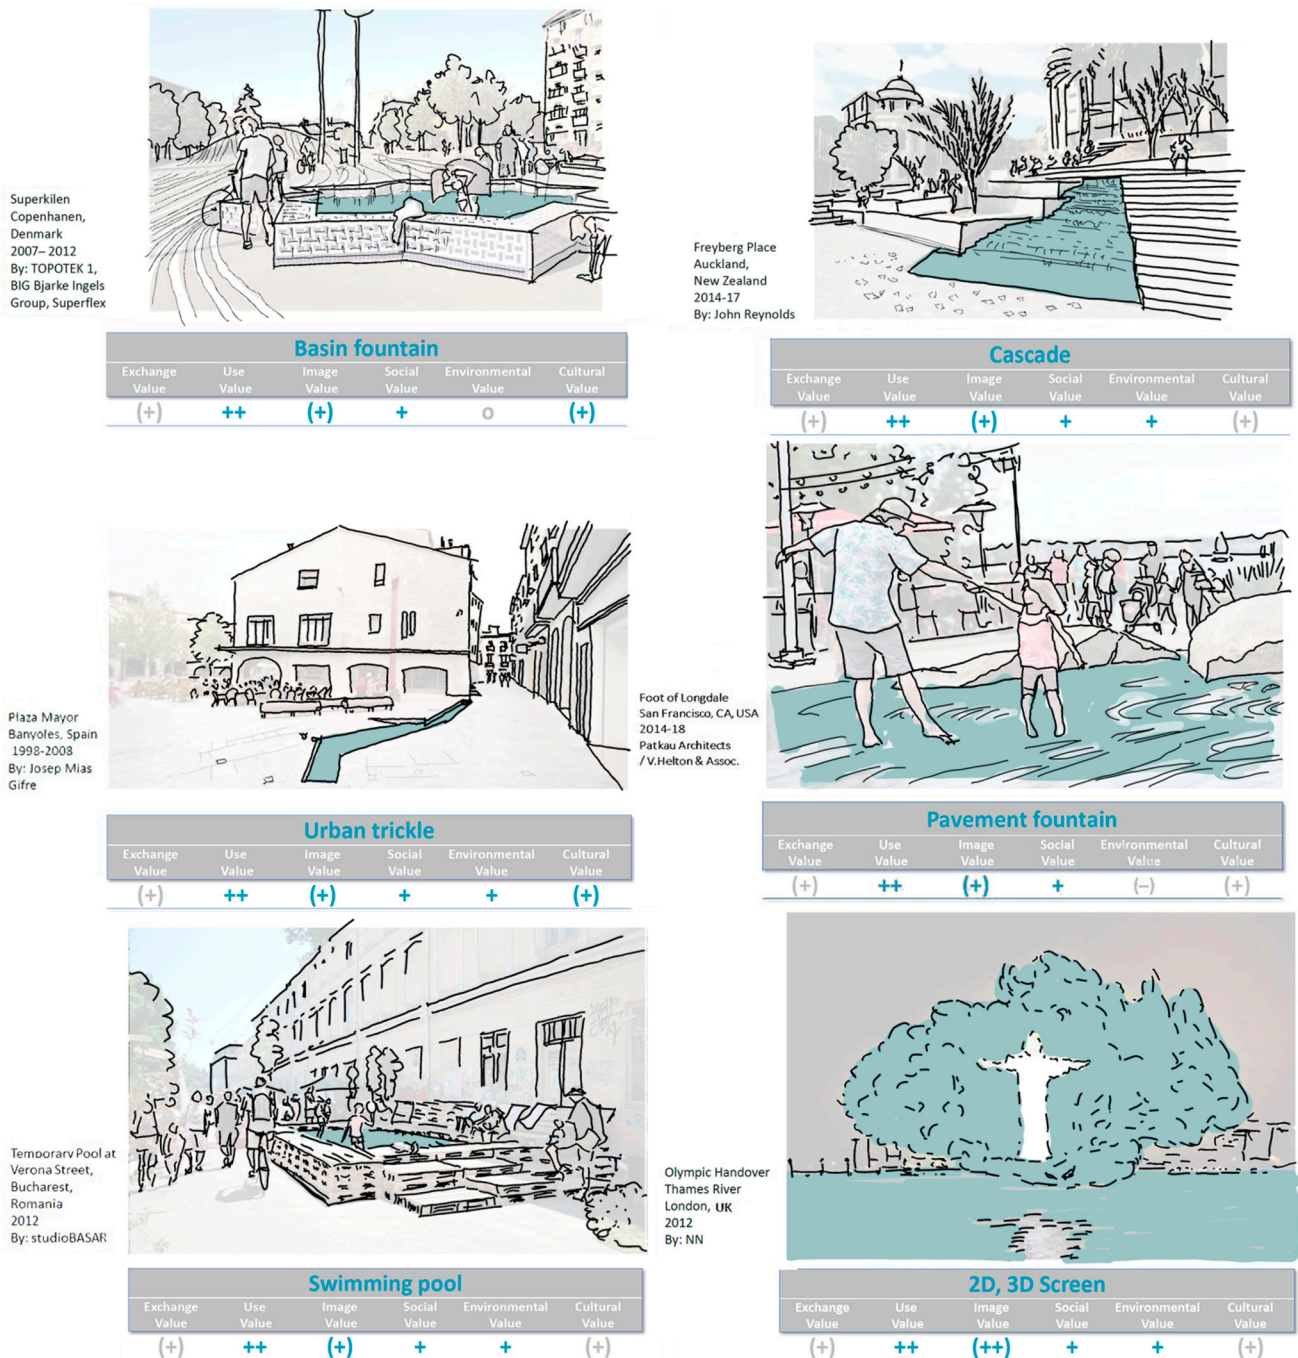 Superkilen
Copenhanen,
Denmark
2007–2012
By: TOPOTEK 1,
BIG Bjarke Ingels
Group, Superflex
Basin fountain
Exchange Value Use Value Image Value Social Value Environmental Value Cultural Value
(+) ++ (+) + o (+)
Freyberg Place
Auckland,
New Zealand
2014-17
By: John Reynolds
Cascade
Exchange Value Use Value Image Value Social Value Environmental Value Cultural Value
(+) ++ (+) + + (+)
Plaza Mayor
Banyoles, Spain
1998-2008
By: Josep Mias
Gifre
Urban trickle
Exchange Value Use Value Image Value Social Value Environmental Value Cultural Value
(+) ++ (+) + + (+)
Foot of Longdale
San Francisco, CA, USA
2014-18
Patkau Architects
/ V.Helton & Assoc.
Pavement fountain
Exchange Value Use Value Image Value Social Value Environmental Value Cultural Value
(+) ++ (+) + (–) (+)
Temporary Pool at
Verona Street,
Bucharest,
Romania
2012
By: studioBASAR
Swimming pool
Exchange Value Use Value Image Value Social Value Environmental Value Cultural Value
(+) ++ (+) + + (+)
Olympic Handover
Thames River
London, UK
2012
By: NN
2D, 3D Screen
Exchange Value Use Value Image Value Social Value Environmental Value Cultural Value
(+) ++ (++) + + (+)